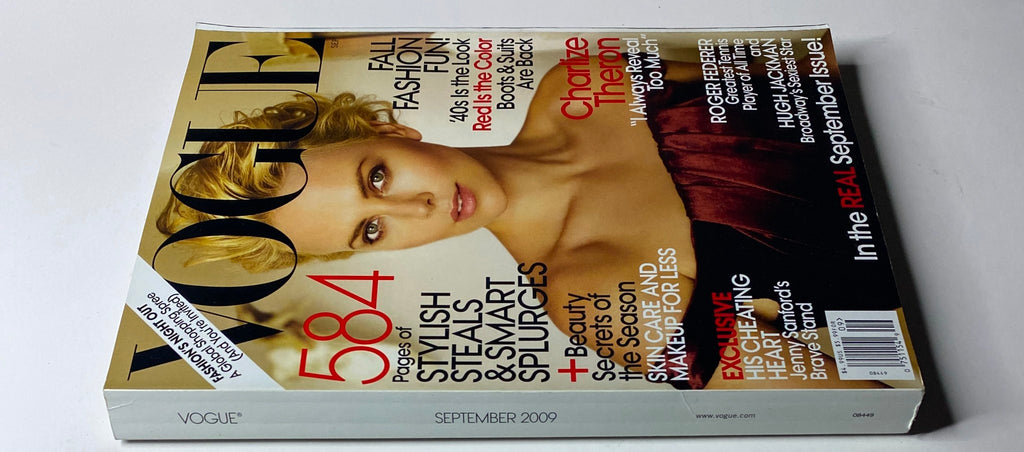 VOGUE
SEP
FASHION'S NIGHT OUT
A Global Shopping Spree
(And You're Invited)
FALL
FASHION
FUN!
'40s Is the Look
Red Is the Color
Boots & Suits
Are Back
584
Pages of
STYLISH
STEALS
& SMART
SPLURGES
+ Beauty
Secrets of
the Season
SKIN CARE AND
MAKEUP FOR LESS
Charlize
Theron
"I Always Reveal
Too Much"
EXCLUSIVE
HIS CHEATING
HEART
Jenny Sanford's
Brave Stand
ROGER FEDERER
Greatest Tennis
Player of All Time
and
HUGH JACKMAN
Broadway's Sexiest Star
In the REAL September Issue!
09>
08449
VOGUE®
SEPTEMBER 2009
www.vogue.com
08449